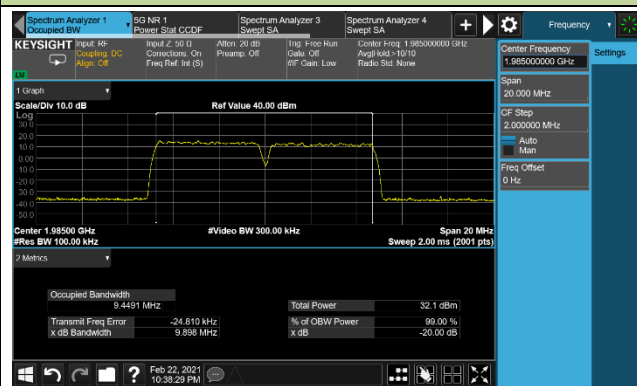 Spectrum Analyzer 1
Occupied BW
5G NR 1
Power Stat CCDF
Spectrum Analyzer 3
Swept SA
Spectrum Analyzer 4
Swept SA
Frequency
KEYSIGHT
Input: RF
Coupling: DC
Align: Off
Input Z: 50 Ω
Corrections: On
Freq Ref: Int (S)
Atten: 20 dB
Preamp: Off
Trig: Free Run
Gate: Off
#IF Gain: Low
Center Freq: 1.985000000 GHz
Avg|Hold:>10/10
Radio Std: None
Center Frequency
1.985000000 GHz
Settings
Span
20.000 MHz
CF Step
2.000000 MHz
Auto
Man
Freq Offset
0 Hz
1 Graph
Scale/Div 10.0 dB
Ref Value 40.00 dBm
Log
30.0
20.0
10.0
0.00
-10.0
-20.0
-30.0
-40.0
-50.0
Center 1.98500 GHz
#Video BW 300.00 kHz
Span 20 MHz
#Res BW 100.00 kHz
Sweep 2.00 ms (2001 pts)
2 Metrics
Occupied Bandwidth
9.4491 MHz
Total Power
32.1 dBm
Transmit Freq Error
-24.810 kHz
% of OBW Power
99.00 %
x dB Bandwidth
9.898 MHz
x dB
-20.00 dB
Feb 22, 2021
10:38:29 PM